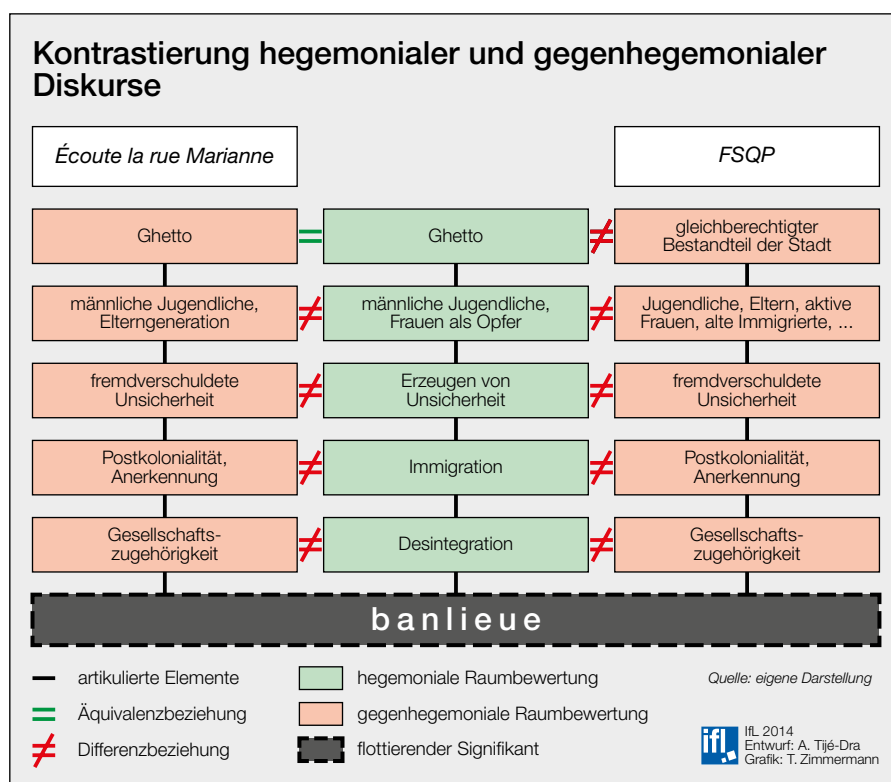 Kontrastierung hegemonialer und gegenhegemonialer
Diskurse
Écoute la rue Marianne
FSQP
Ghetto
=
Ghetto
≠
gleichberechtigter
Bestandteil der Stadt
männliche Jugendliche,
Elterngeneration
≠
männliche Jugendliche,
Frauen als Opfer
≠
Jugendliche, Eltern, aktive
Frauen, alte Immigrierte, ...
fremdverschuldete
Unsicherheit
≠
Erzeugen von
Unsicherheit
≠
fremdverschuldete
Unsicherheit
Postkolonialität,
Anerkennung
≠
Immigration
≠
Postkolonialität,
Anerkennung
Gesellschafts-
zugehörigkeit
≠
Desintegration
≠
Gesellschafts-
zugehörigkeit
banlieue
artikulierte Elemente
= Äquivalenzbeziehung
≠ Differenzbeziehung
hegemoniale Raumbewertung
gegenhegemoniale Raumbewertung
flottierender Signifikant
Quelle: eigene Darstellung
ifl
IfL 2014
Entwurf: A. Tijé-Dra
Grafik: T. Zimmermann